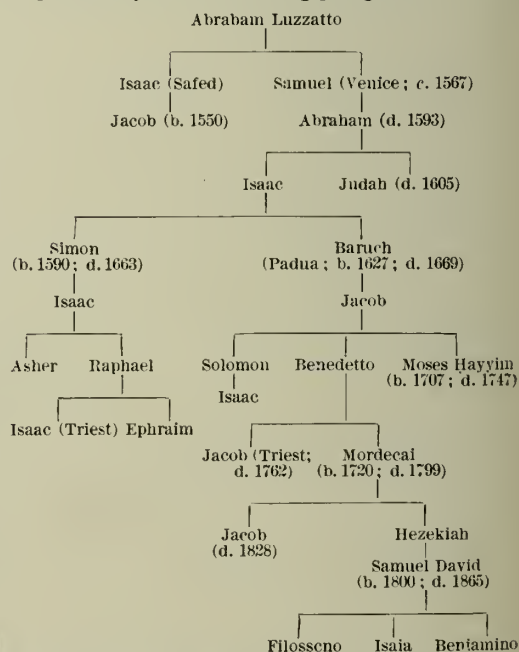 Abraham Luzzatto
Isaac (Safed) Samuel (Venice; c. 1567)
Jacob (b. 1550) Abraham (d. 1593)
Isaac Judah (d. 1605)
Simon Baruch
(b. 1590; d. 1663) (Padua; b. 1627; d. 1669)
Isaac Jacob
Asher Raphael Solomon Benedetto Moses Hayyim
(b. 1707; d. 1747)
Isaac
Isaac (Triest) Ephraim
Jacob (Triest; Mordecai
d. 1762) (b. 1720; d. 1799)
Jacob Hezekiah
(d. 1828)
Samuel David
(b. 1800; d. 1865)
Filosseno Isaia Beniamino